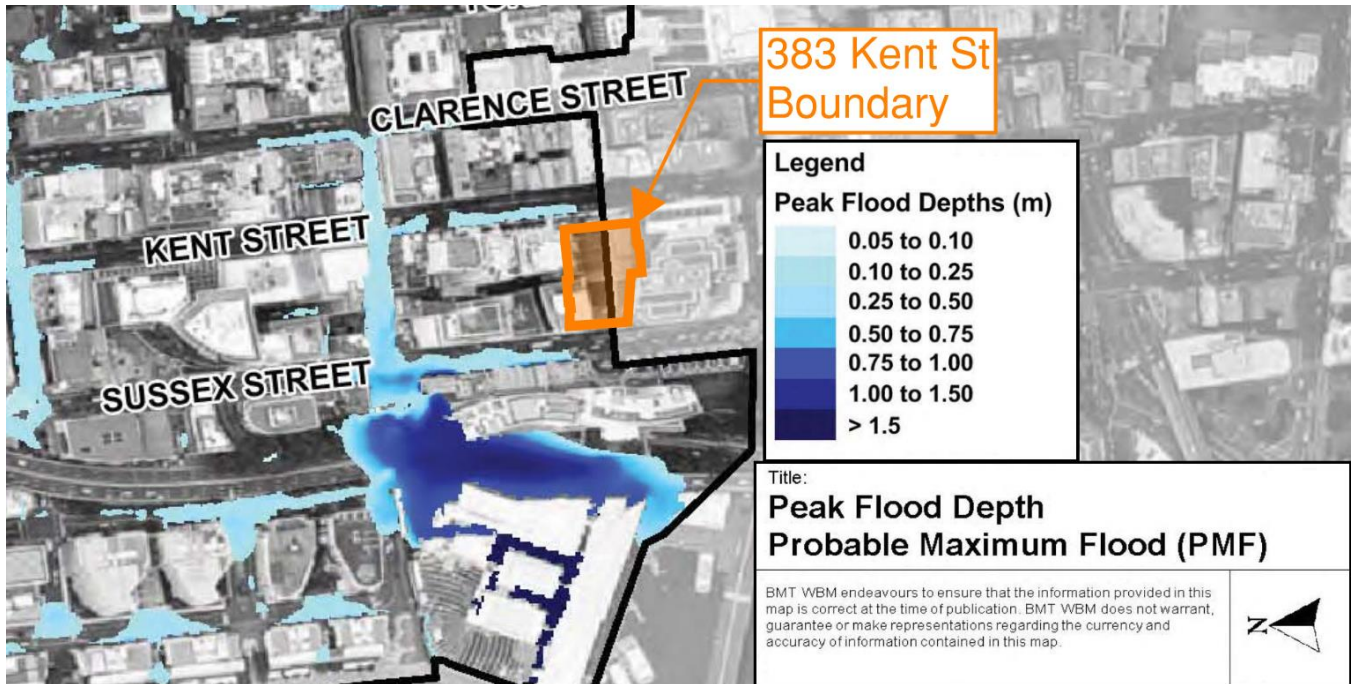 383 Kent St
Boundary
CLARENCE STREET
KENT STREET
SUSSEX STREET
Legend
Peak Flood Depths (m)
0.05 to 0.10
0.10 to 0.25
0.25 to 0.50
0.50 to 0.75
0.75 to 1.00
1.00 to 1.50
> 1.5
Title:
Peak Flood Depth
Probable Maximum Flood (PMF)
BMT WBM endeavours to ensure that the information provided in this
map is correct at the time of publication. BMT WBM does not warrant,
guarantee or make representations regarding the currency and
accuracy of information contained in this map.
N